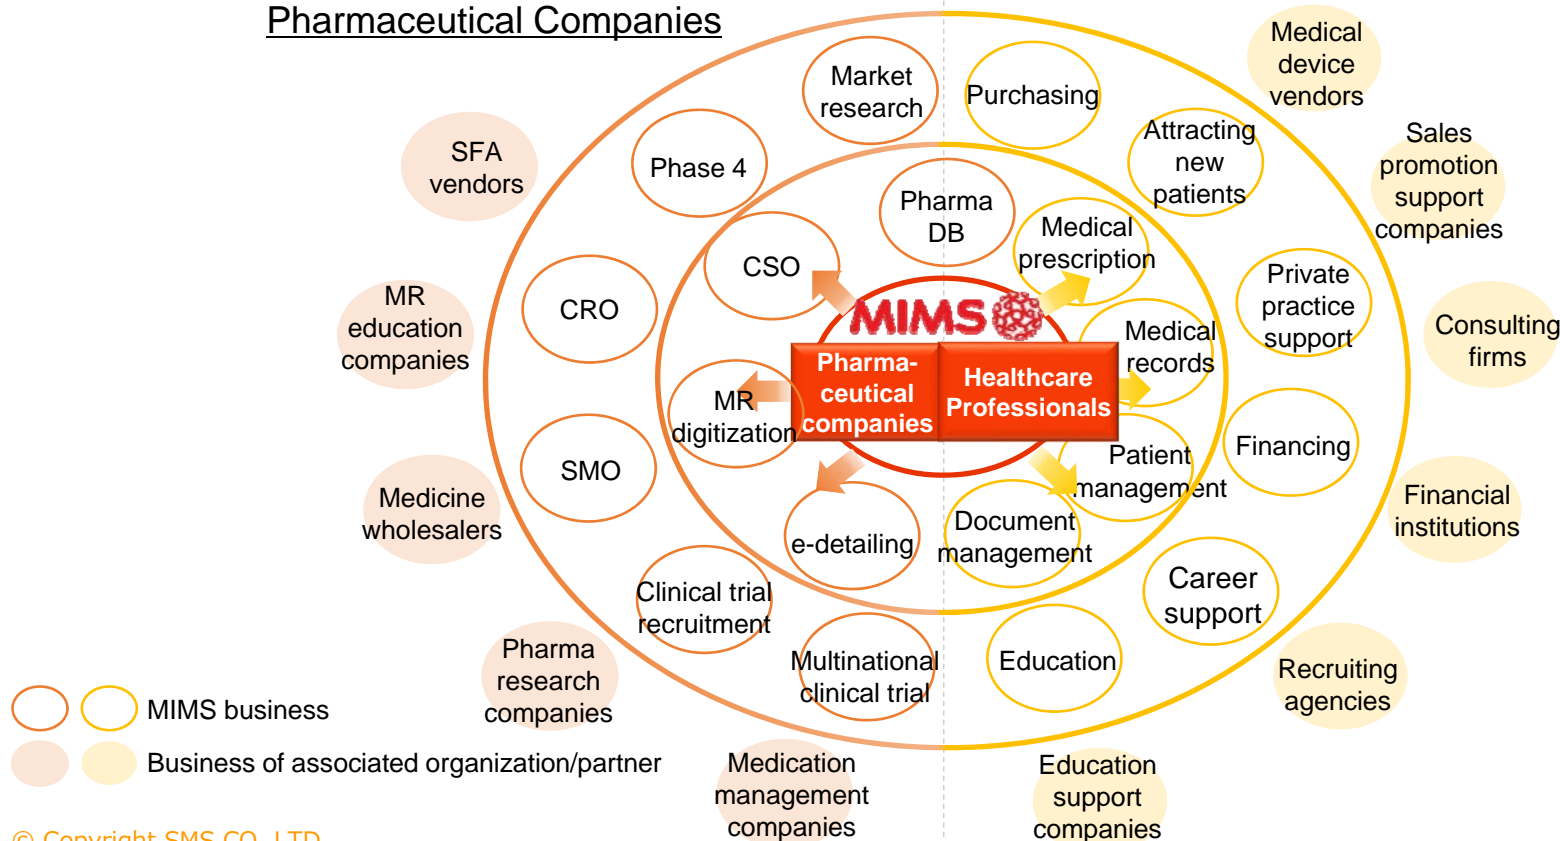 Pharmaceutical Companies
Market
research
Purchasing
Medical
device
vendors
SFA
vendors
Phase 4
Attracting
new
patients
Sales
promotion
support
companies
Pharma
DB
Medical
prescription
CSO
MR
education
companies
CRO
MIMS
Medical
records
Private
practice
support
Consulting
firms
Pharma-
ceutical
companies
Healthcare
Professionals
MR
digitization
SMO
Patient
management
Financing
Medicine
wholesalers
Financial
institutions
e-detailing
Document
management
Clinical trial
recruitment
Career
support
Pharma
research
companies
Multinational
clinical trial
Education
Recruiting
agencies
MIMS business
Business of associated organization/partner
Medication
management
companies
Education
support
companies
© Copyright SMS CO., LTD